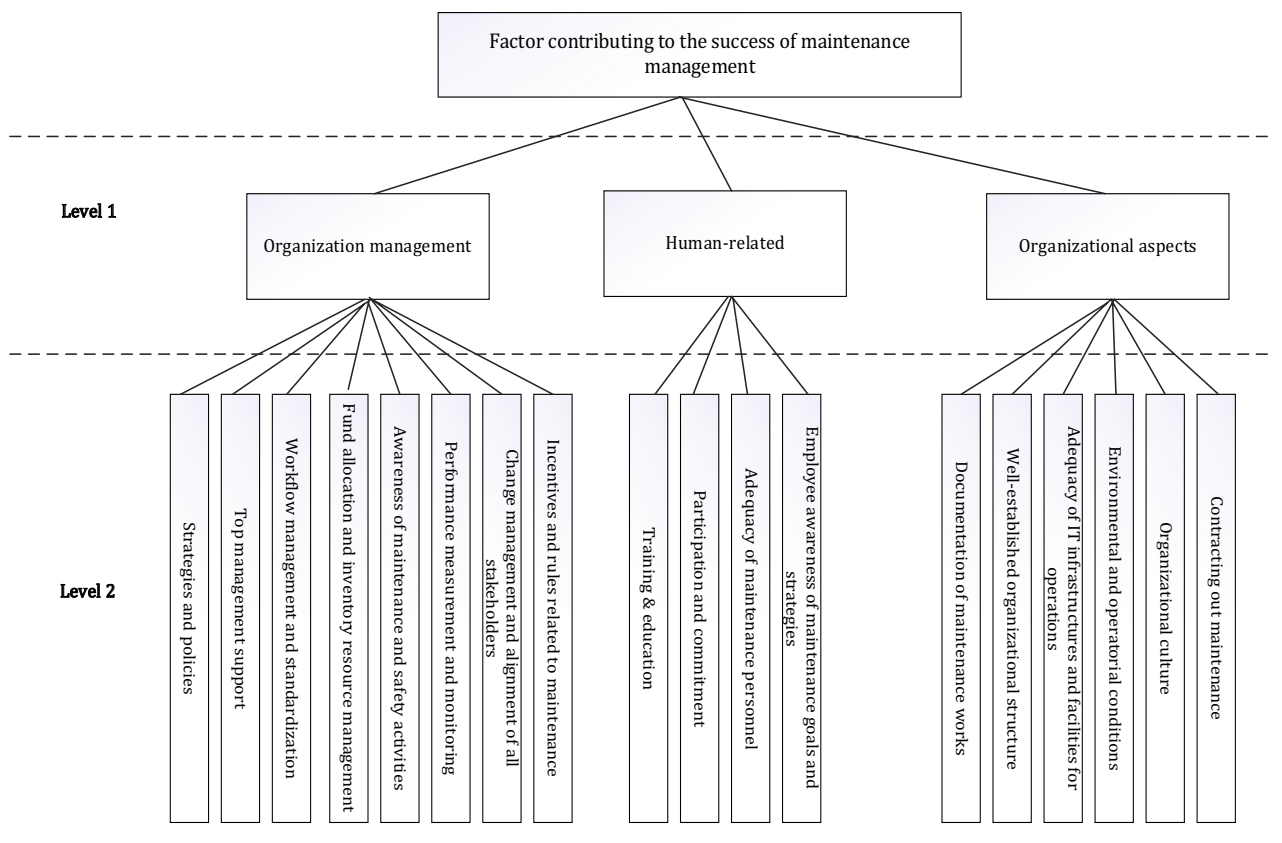 Factor contributing to the success of maintenance
management
Level 1
Organization management
Human-related
Organizational aspects
Level 2
Strategies and policies
Top management support
Workflow management and standardization
Fund allocation and inventory resource management
Awareness of maintenance and safety activities
Performance measurement and monitoring
Change management and alignment of all
stakeholders
Incentives and rules related to maintenance
Training & education
Participation and commitment
Adequacy of maintenance personnel
Employee awareness of maintenance goals and
strategies
Documentation of maintenance works
Well-established organizational structure
Adequacy of IT infrastructures and facilities for
operations
Environmental and operatorial conditions
Organizational culture
Contracting out maintenance